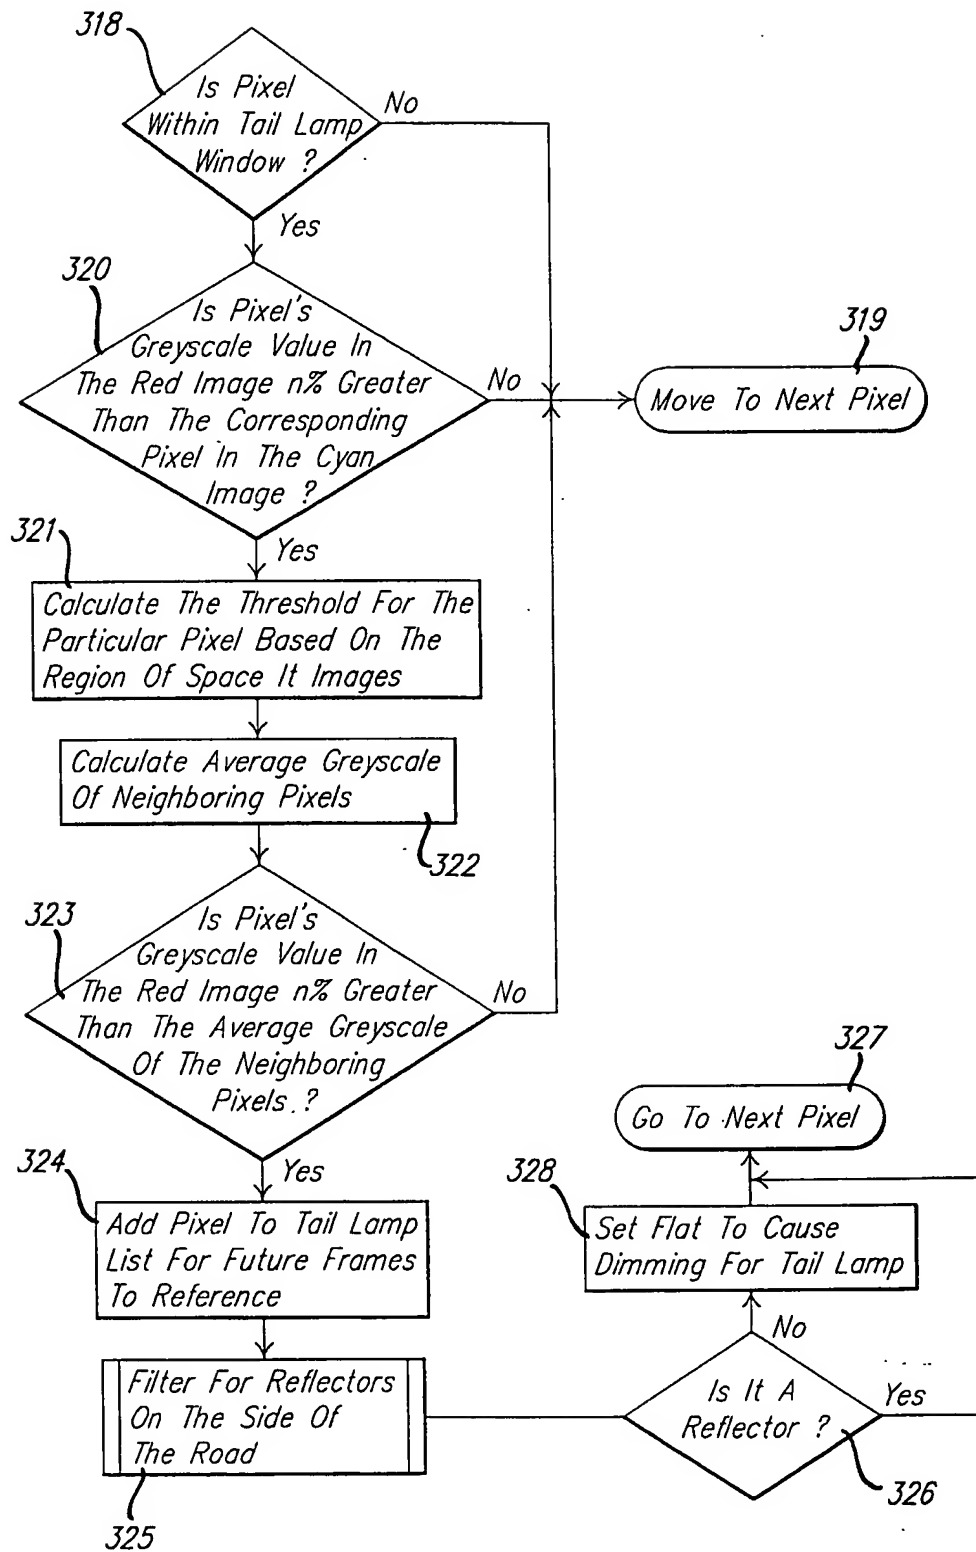 318
Is Pixel
Within Tail Lamp
Window ?
No
Yes
320
Is Pixel's
Greyscale Value In
The Red Image n% Greater
Than The Corresponding
Pixel In The Cyan
Image ?
No
319
Move To Next Pixel
Yes
321
Calculate The Threshold For The
Particular Pixel Based On The
Region Of Space It Images
Calculate Average Greyscale
Of Neighboring Pixels
322
323
Is Pixel's
Greyscale Value In
The Red Image n% Greater
Than The Average Greyscale
Of The Neighboring
Pixels ?
No
Yes
324
Add Pixel To Tail Lamp
List For Future Frames
To Reference
Filter For Reflectors
On The Side Of
The Road
325
327
Go To Next Pixel
328
Set Flat To Cause
Dimming For Tail Lamp
No
Is It A
Reflector ?
Yes
326